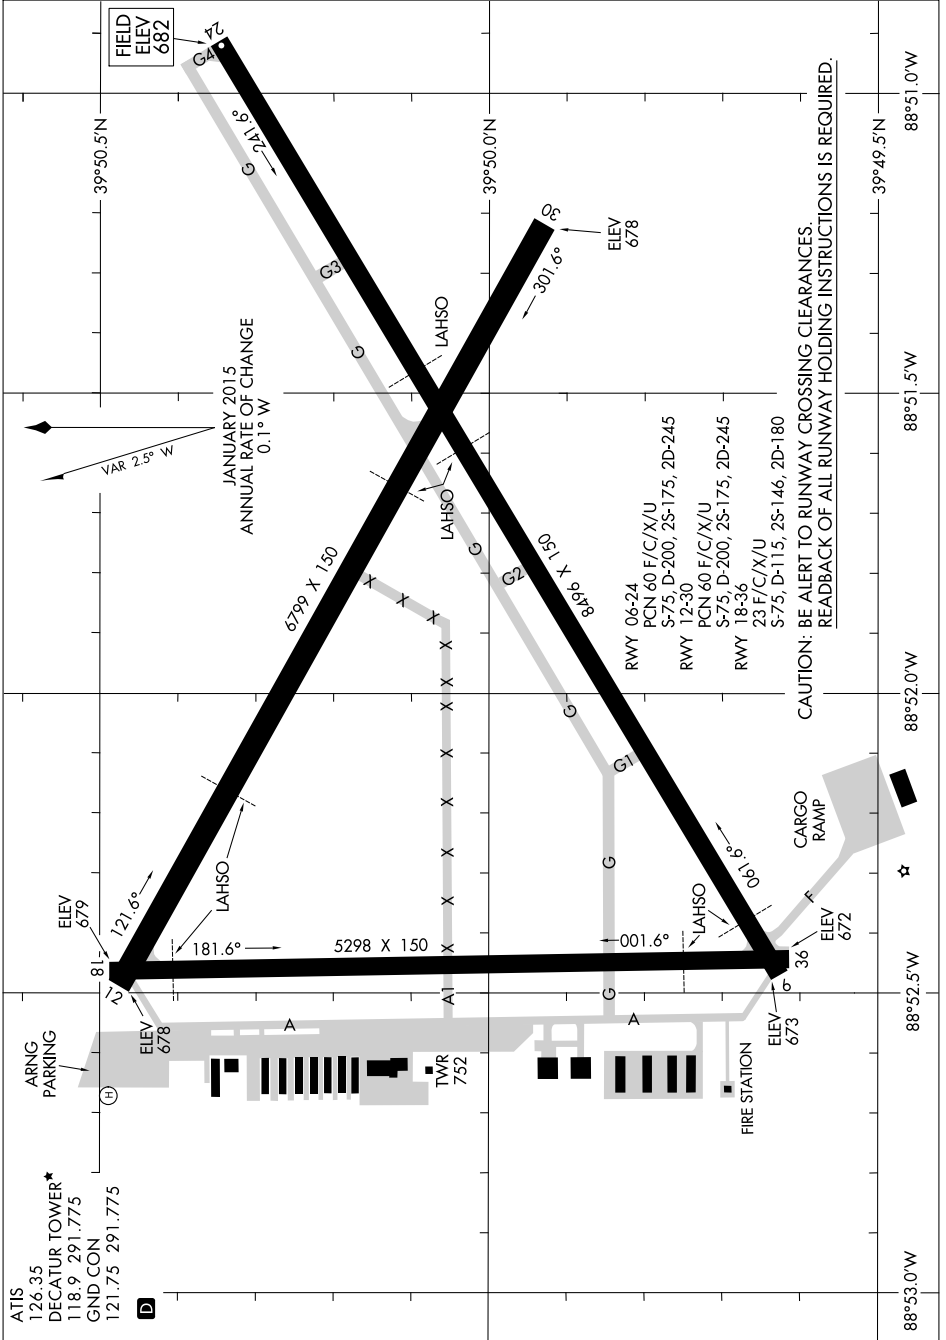 ATIS
126.35
DECATUR TOWER★
118.9 291.775
GND CON
121.75 291.775
D
ARNG
PARKING
H
ELEV
679
18
12
ELEV
678
121.6°
181.6°
LAHSO
A
A1
TWR
752
5298 X 150
001.6°
LAHSO
G
G
A
FIRE STATION
ELEV
673
6
36
ELEV
672
061.6°
F
CARGO
RAMP
G1
G
G2
G
8496 X 150
X
X
X
X
X
X
X
X
X
X
X
6799 X 150
LAHSO
LAHSO
G
G3
G
241.6°
G4
24
FIELD
ELEV
682
301.6°
30
ELEV
678
VAR 2.5° W
JANUARY 2015
ANNUAL RATE OF CHANGE
0.1° W
RWY 06-24
PCN 60 F/C/X/U
S-75, D-200, 2S-175, 2D-245
RWY 12-30
PCN 60 F/C/X/U
S-75, D-200, 2S-175, 2D-245
RWY 18-36
23 F/C/X/U
S-75, D-115, 2S-146, 2D-180
CAUTION: BE ALERT TO RUNWAY CROSSING CLEARANCES.
READBACK OF ALL RUNWAY HOLDING INSTRUCTIONS IS REQUIRED.
39°50.5'N
39°50.0'N
39°49.5'N
88°53.0'W
88°52.5'W
88°52.0'W
88°51.5'W
88°51.0'W